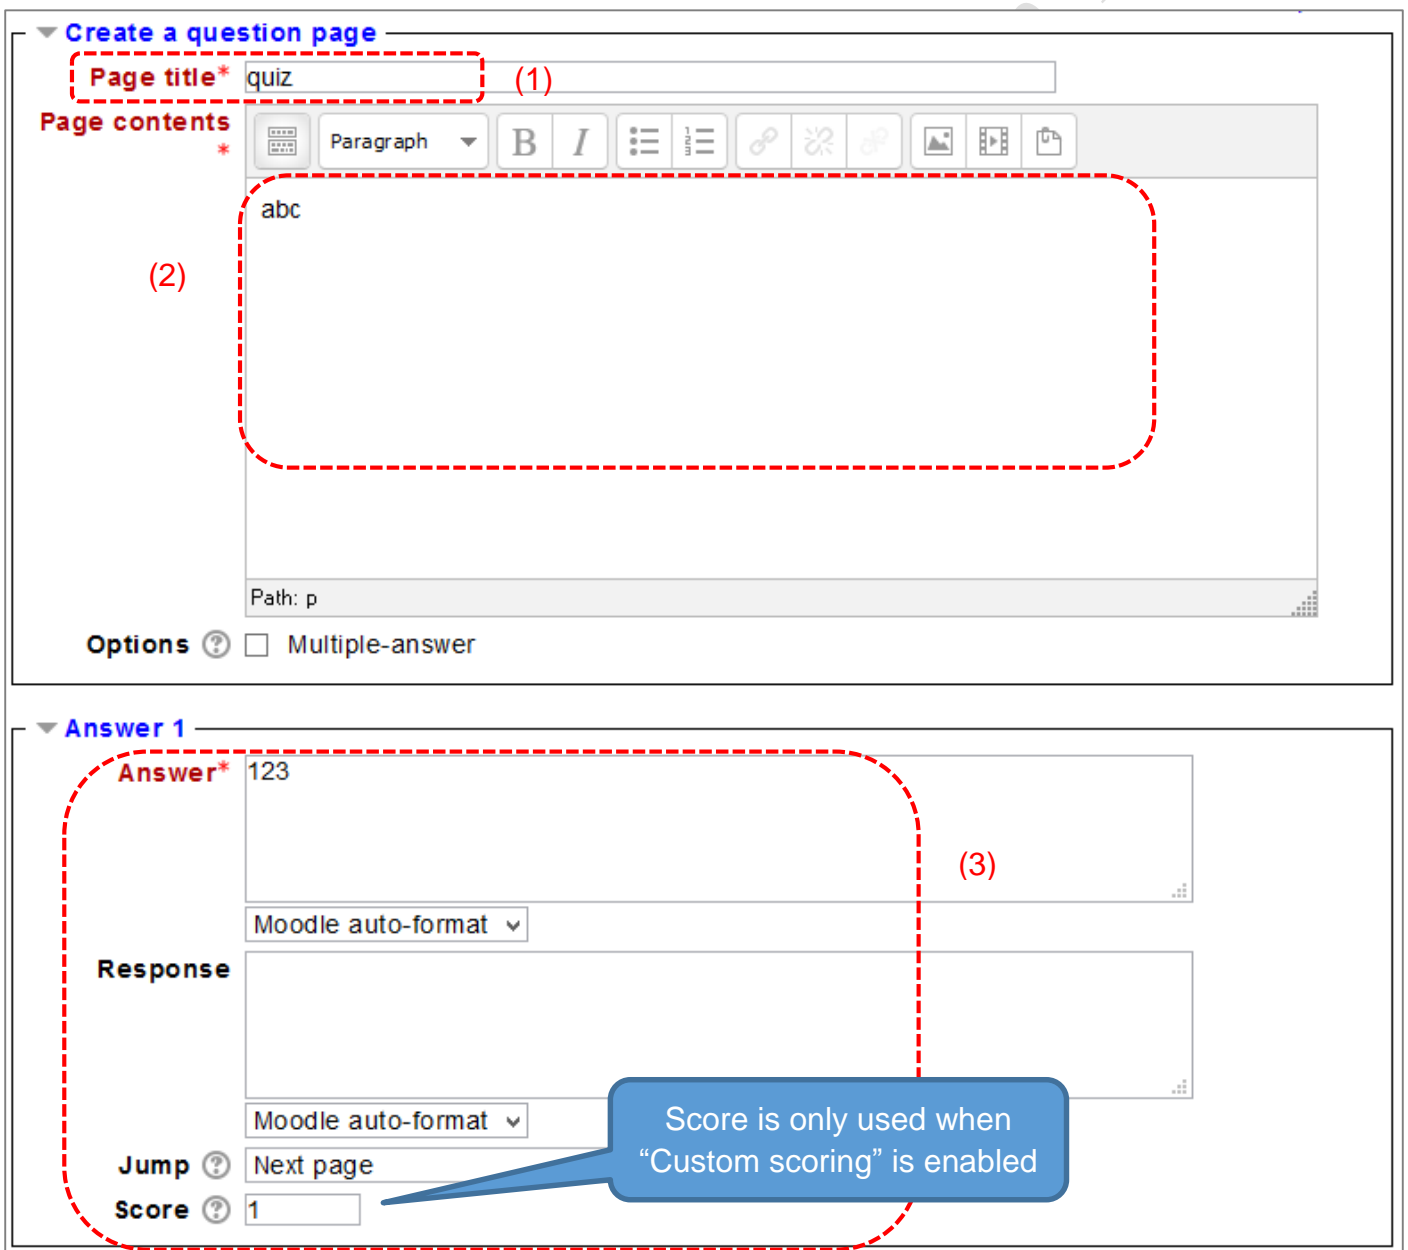 Create a question page
Page title* quiz (1)
Page contents
*
Paragraph B I
abc
(2)
Path: p
Options Multiple-answer
Answer 1
Answer* 123
(3)
Moodle auto-format
Response
Moodle auto-format
Score is only used when
“Custom scoring” is enabled
Jump Next page
Score 1